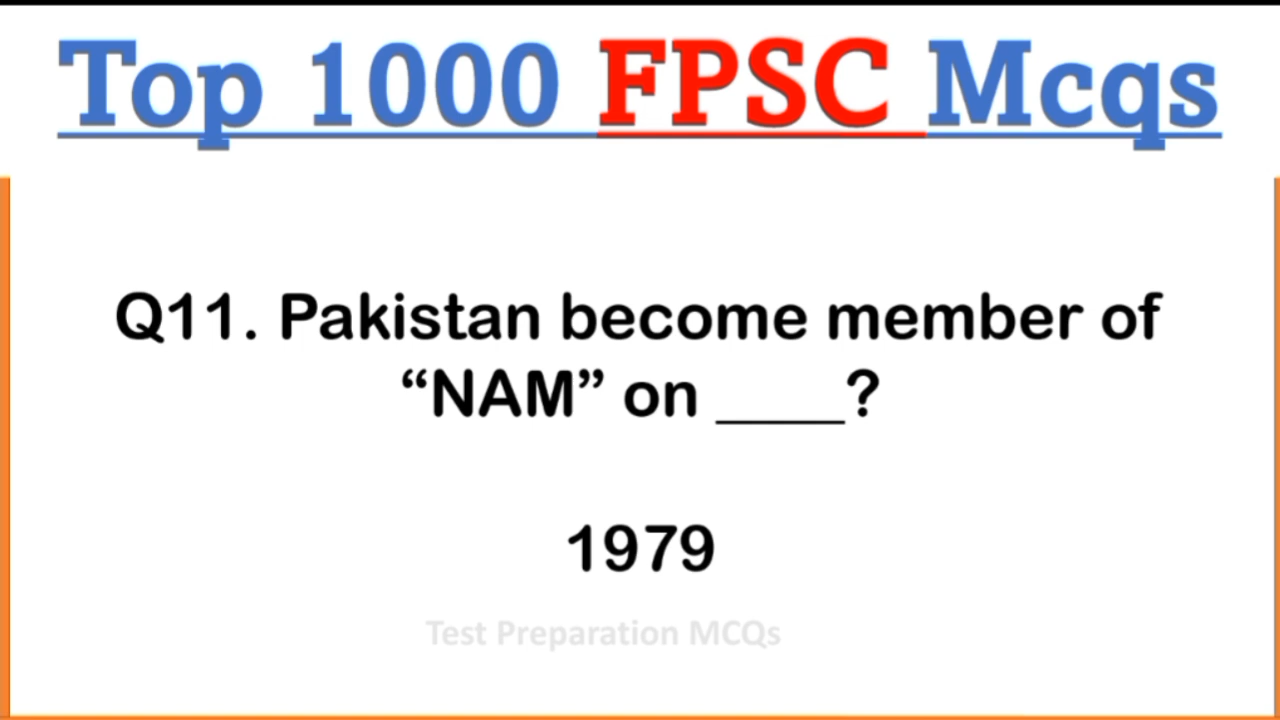 Top 1000 FPSC Mcqs
Q11. Pakistan become member of
“NAM” on ____?
1979
Test Preparation MCQs